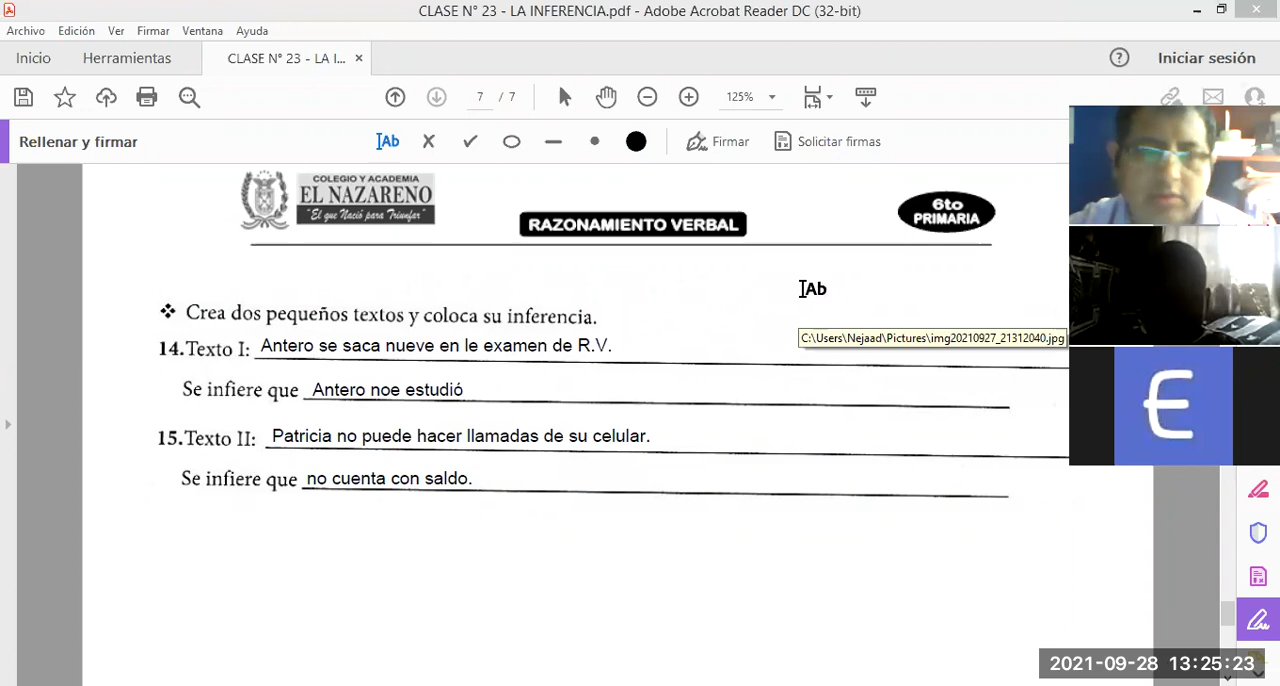 CLASE N° 23 - LA INFERENCIA.pdf - Adobe Acrobat Reader DC (32-bit)
Archivo Edición Ver Firmar Ventana Ayuda
Inicio Herramientas CLASE N° 23 - LA I... × Iniciar sesión
7 / 7 125%
Rellenar y firmar Ab Firmar Solicitar firmas
COLEGIO Y ACADEMIA
EL NAZARENO
"El que Nació para Triunfar"
RAZONAMIENTO VERBAL
6to
PRIMARIA
Ab
Crea dos pequeños textos y coloca su inferencia.
C:\Users\Nejaad\Pictures\img20210927_21312040.jpg
14.Texto I: Antero se saca nueve en le examen de R.V.
Se infiere que Antero noe estudió
15.Texto II: Patricia no puede hacer llamadas de su celular.
Se infiere que no cuenta con saldo.
2021-09-28 13:25:23